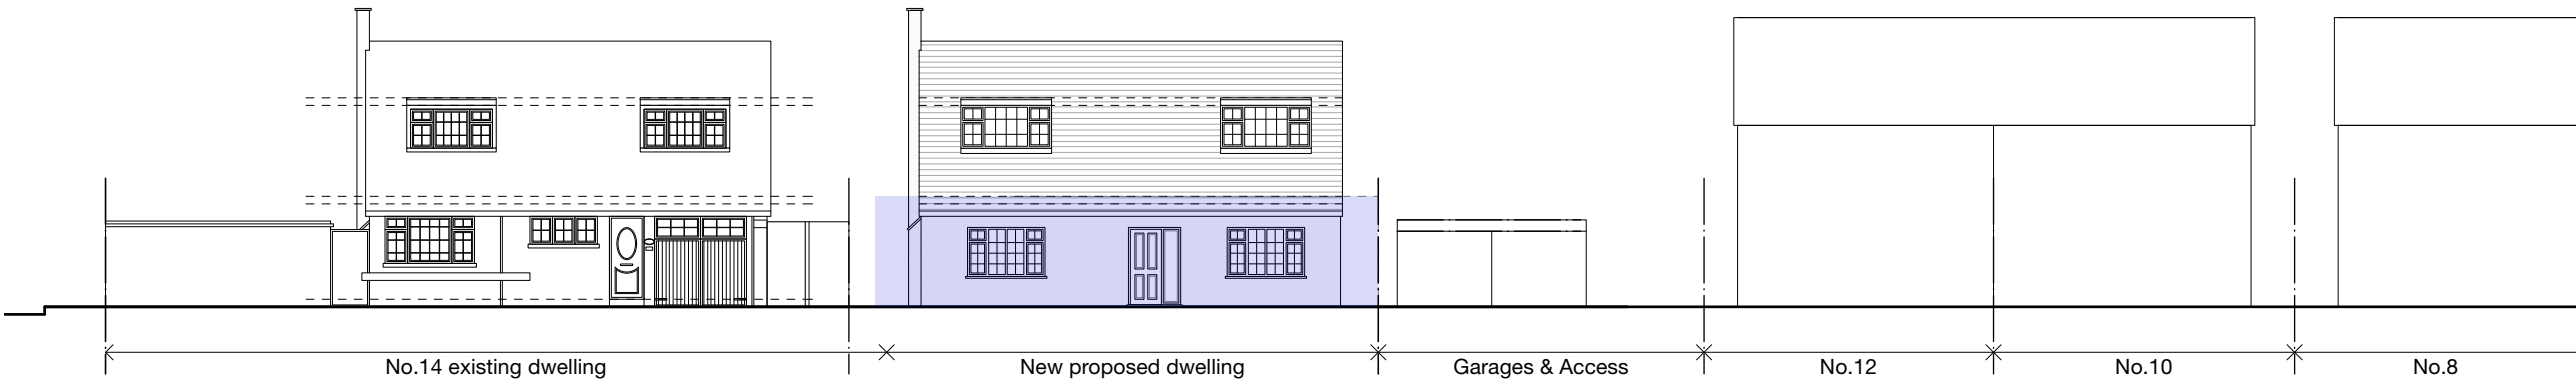 No.14 existing dwelling
New proposed dwelling
Garages & Access
No.12
No.10
No.8